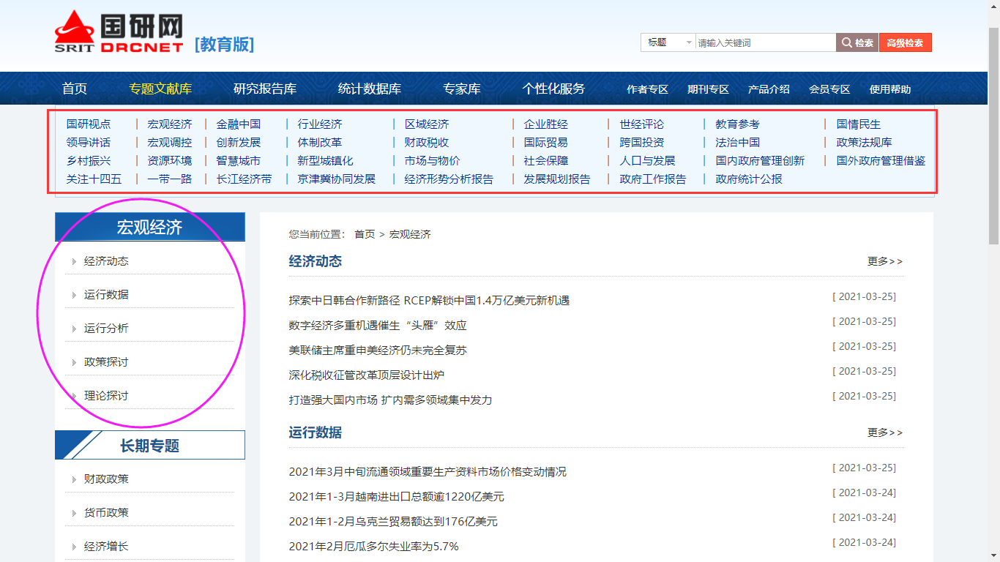 国研网
SRIT DRCNET [教育版]
标题 请输入关键词 检索 高级检索
首页 专题文献库 研究报告库 统计数据库 专家库 个性化服务 作者专区 期刊专区 产品介绍 会员专区 使用帮助
国研视点 | 宏观经济 | 金融中国 | 行业经济 | 区域经济 | 企业胜经 | 世经评论 | 教育参考 | 国情民生
领导讲话 | 宏观调控 | 创新发展 | 体制改革 | 财政税收 | 国际贸易 | 跨国投资 | 法治中国 | 政策法规库
乡村振兴 | 资源环境 | 智慧城市 | 新型城镇化 | 市场与物价 | 社会保障 | 人口与发展 | 国内政府管理创新 | 国外政府管理借鉴
关注十四五 | 一带一路 | 长江经济带 | 京津冀协同发展 | 经济形势分析报告 | 发展规划报告 | 政府工作报告 | 政府统计公报
宏观经济
经济动态
运行数据
运行分析
政策探讨
理论探讨
长期专题
财政政策
货币政策
经济增长
您当前位置： 首页 > 宏观经济
经济动态 更多>>
探索中日韩合作新路径 RCEP解锁中国1.4万亿美元新机遇 [ 2021-03-25]
数字经济多重机遇催生“头雁”效应 [ 2021-03-25]
美联储主席重申美经济仍未完全复苏 [ 2021-03-25]
深化税收征管改革顶层设计出炉 [ 2021-03-25]
打造强大国内市场 扩内需多领域集中发力 [ 2021-03-25]
运行数据 更多>>
2021年3月中旬流通领域重要生产资料市场价格变动情况 [ 2021-03-25]
2021年1-3月越南进出口总额逾1220亿美元 [ 2021-03-24]
2021年1-2月乌克兰贸易额达到176亿美元 [ 2021-03-24]
2021年2月厄瓜多尔失业率为5.7% [ 2021-03-24]